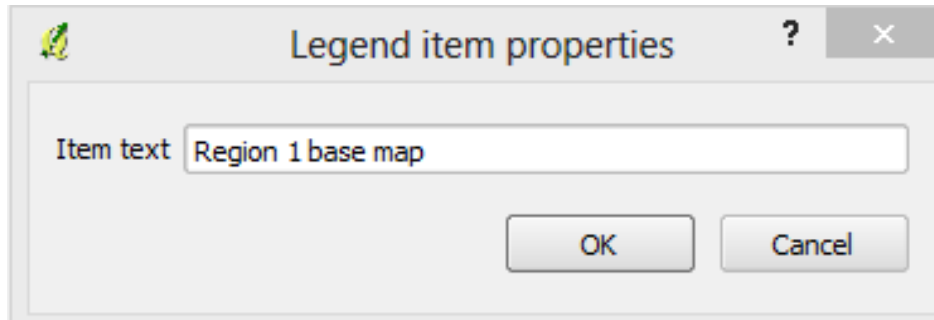 Legend item properties ? ×
Item text Region 1 base map
OK Cancel